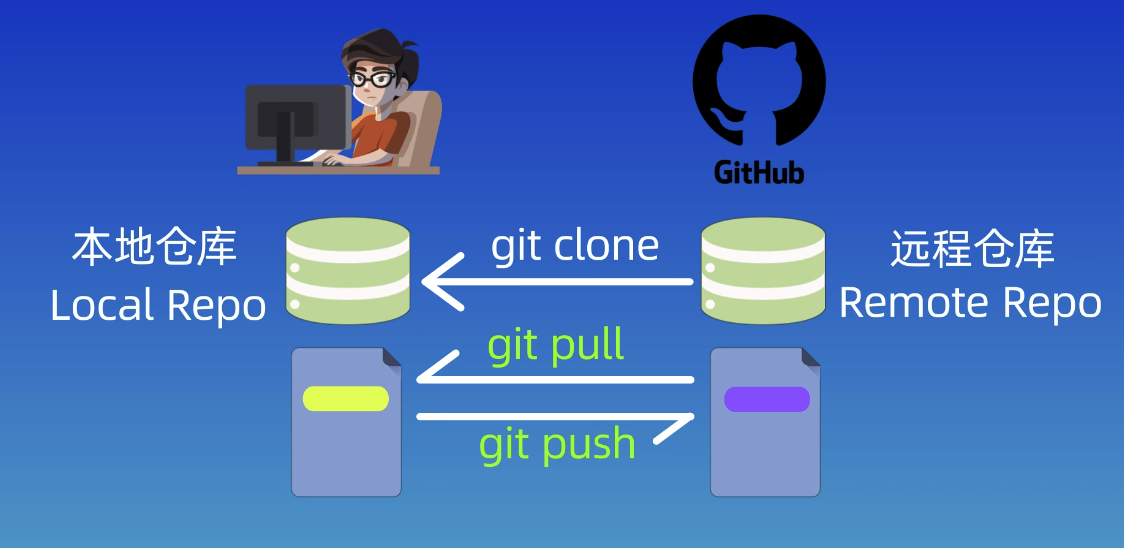 GitHub
本地仓库
Local Repo
git clone
远程仓库
Remote Repo
git pull
git push